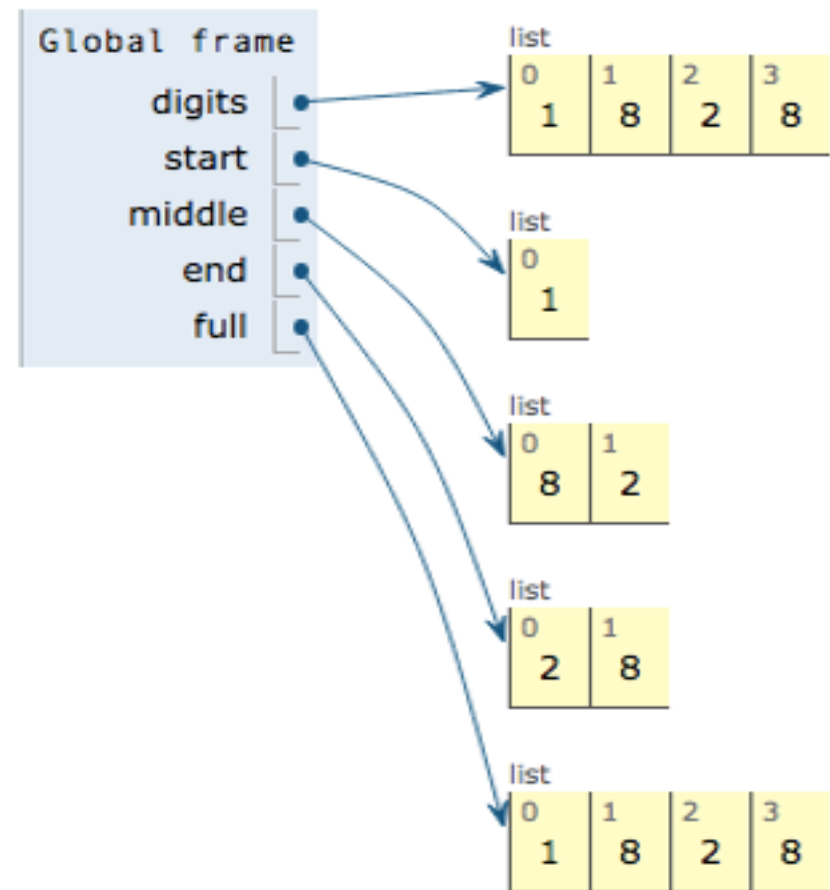 Global frame
digits
start
middle
end
full
list
0 1 2 3
1 8 2 8
list
0
1
list
0 1
8 2
list
0 1
2 8
list
0 1 2 3
1 8 2 8